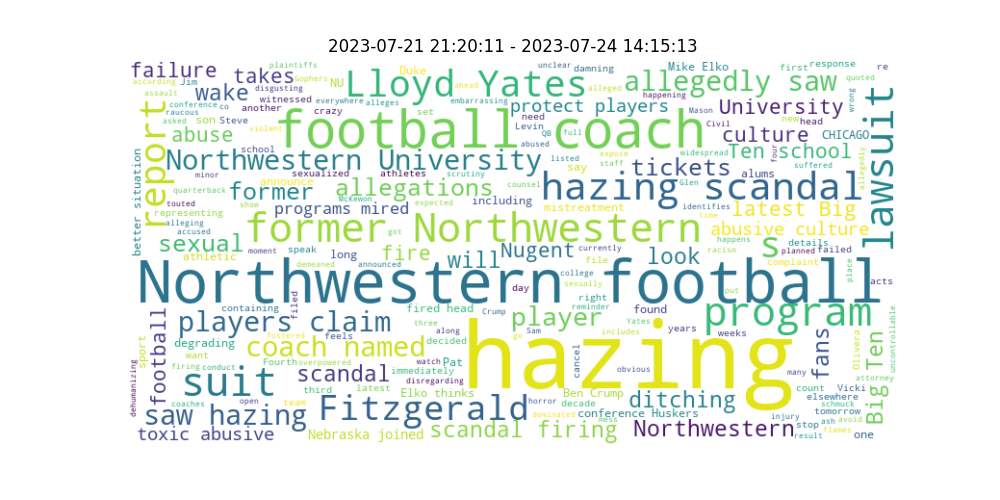 2023-07-21 21:20:11 - 2023-07-24 14:15:13
failure
takes
wake
Lloyd Yates
allegedly saw
Mike Elko
first
response
re
plaintiffs
unclear
damning
according
Jim
Gophers
NU
Duke
ahead
alleged
happening
quoted
assault
disgusting
witnessed
everywhere
alleges
embarrassing
protect players
University
conference
co
another
crazy
set
need
Mason
wrong
raucous
asked
son
Steve
football coach
Levin
QB
full
Civil
new
head
report
abuse
culture
CHICAGO
lawsuit
school
abused
expose
widespread
Ten school
four
suffered
allegedly
Northwestern University
listed
staff
say
tickets
alums
minor
sexualized
athletes
scrutiny
better situation
quarterback
former
announce
allegations
counsel
hazing scandal
Glen
touted
show
McKewon
expected
including
mistreatment
identifies
time
latest Big
representing
programs mired
alleging
accused
former Northwestern
got
abusive culture
sexual
moment
long
speak
fire
will
Nugent
currently
look
racism
happens
s
details
planned
failed
athletic
demeaned
announced
college
file
complaint
place
acts
Northwestern football
sexually
day
put
containing
filed
fired head
Crump
right
reminder
found
program
football
players claim
three
along
player
Yates
years
weeks
fans
Big Ten
uncontrollable
degrading
fostered
feels
decided
go
Sam
includes
sport
want
coach named
hazing
cancel
obvious
many
Olivera
firing
conduct
Fourth
overpowered
watch
Pat
immediately
attorney
dehumanizing
suit
scandal
disregarding
third
latest
Elko thinks
Ben Crump
ditching
count
Vicki
elsewhere
schmuck
coaches
open
team
Fitzgerald
horror
decade
tomorrow
saw hazing
dominated
mess
conference Huskers
injury
stop
ash
avoid
flames
toxic abusive
Nebraska joined
scandal firing
Northwestern
result
one
violent